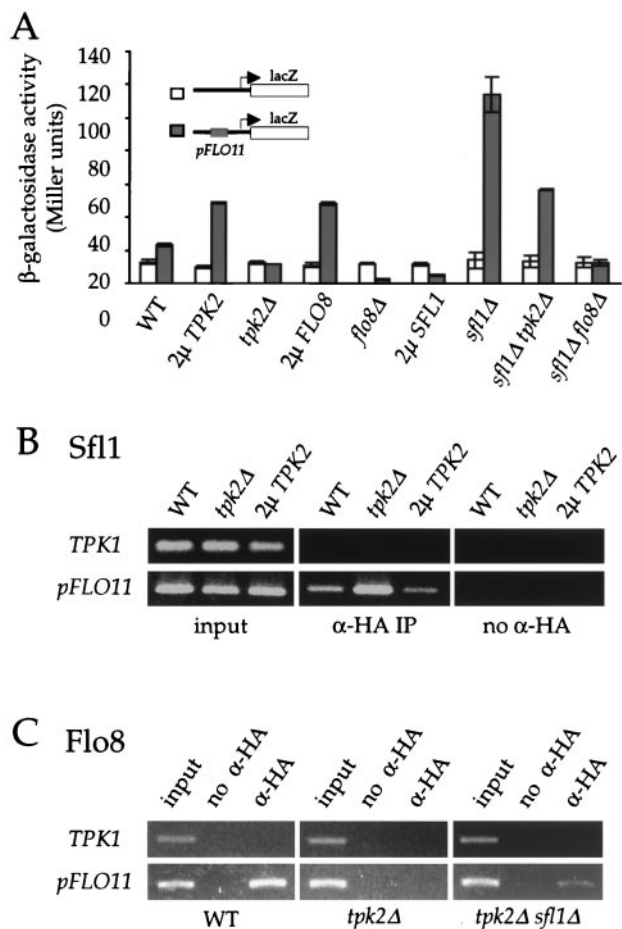 A
β-galactosidase activity
(Miller units)
140
120
100
80
60
40
20
0
lacZ
lacZ
pFLO11
WT
2μ TPK2
tpk2Δ
2μ FLO8
flo8Δ
2μ SFL1
sfl1Δ
sfl1Δ tpk2Δ
sfl1Δ flo8Δ
B Sfl1
WT tpk2Δ 2μ TPK2 WT tpk2Δ 2μ TPK2 WT tpk2Δ 2μ TPK2
TPK1
pFLO11
input α-HA IP no α-HA
C Flo8
input no α-HA α-HA input no α-HA α-HA input no α-HA α-HA
TPK1
pFLO11
WT tpk2Δ tpk2Δ sfl1Δ